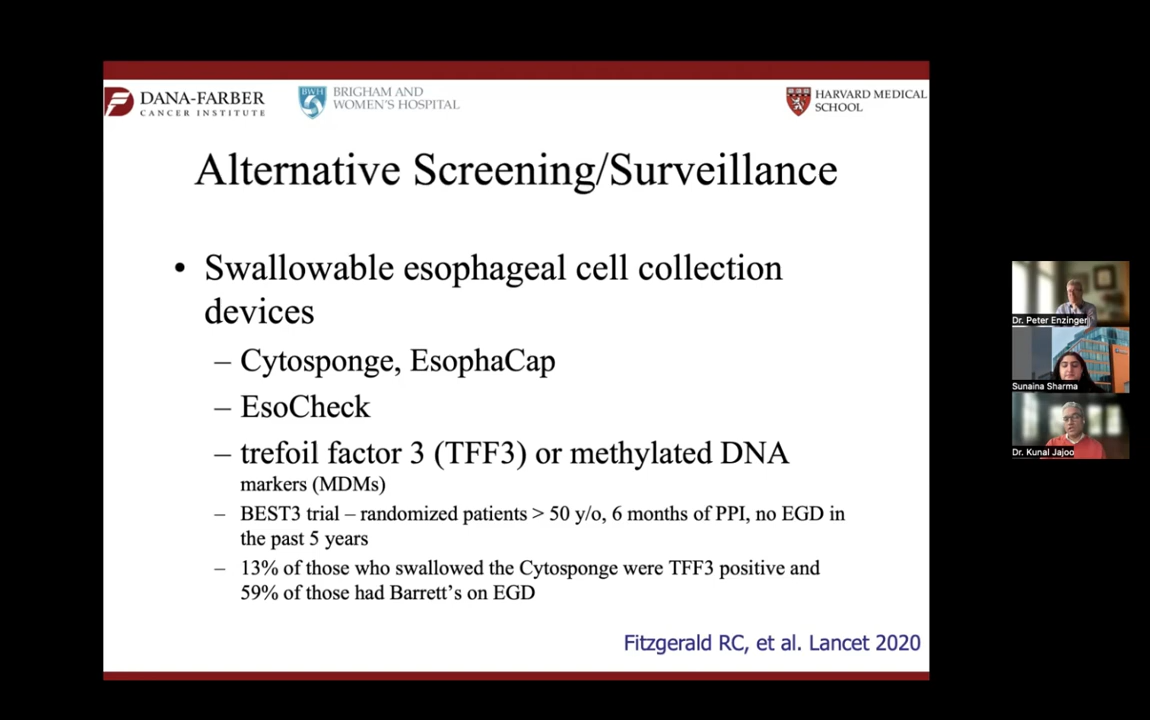 DANA-FARBER
CANCER INSTITUTE
BWH
BRIGHAM AND
WOMEN'S HOSPITAL
HARVARD MEDICAL
SCHOOL
Alternative Screening/Surveillance
• Swallowable esophageal cell collection
devices
– Cytosponge, EsophaCap
– EsoCheck
– trefoil factor 3 (TFF3) or methylated DNA
markers (MDMs)
– BEST3 trial – randomized patients > 50 y/o, 6 months of PPI, no EGD in
the past 5 years
– 13% of those who swallowed the Cytosponge were TFF3 positive and
59% of those had Barrett's on EGD
Fitzgerald RC, et al. Lancet 2020
Dr. Peter Enzinger
Sunaina Sharma
Dr. Kunal Jajoo